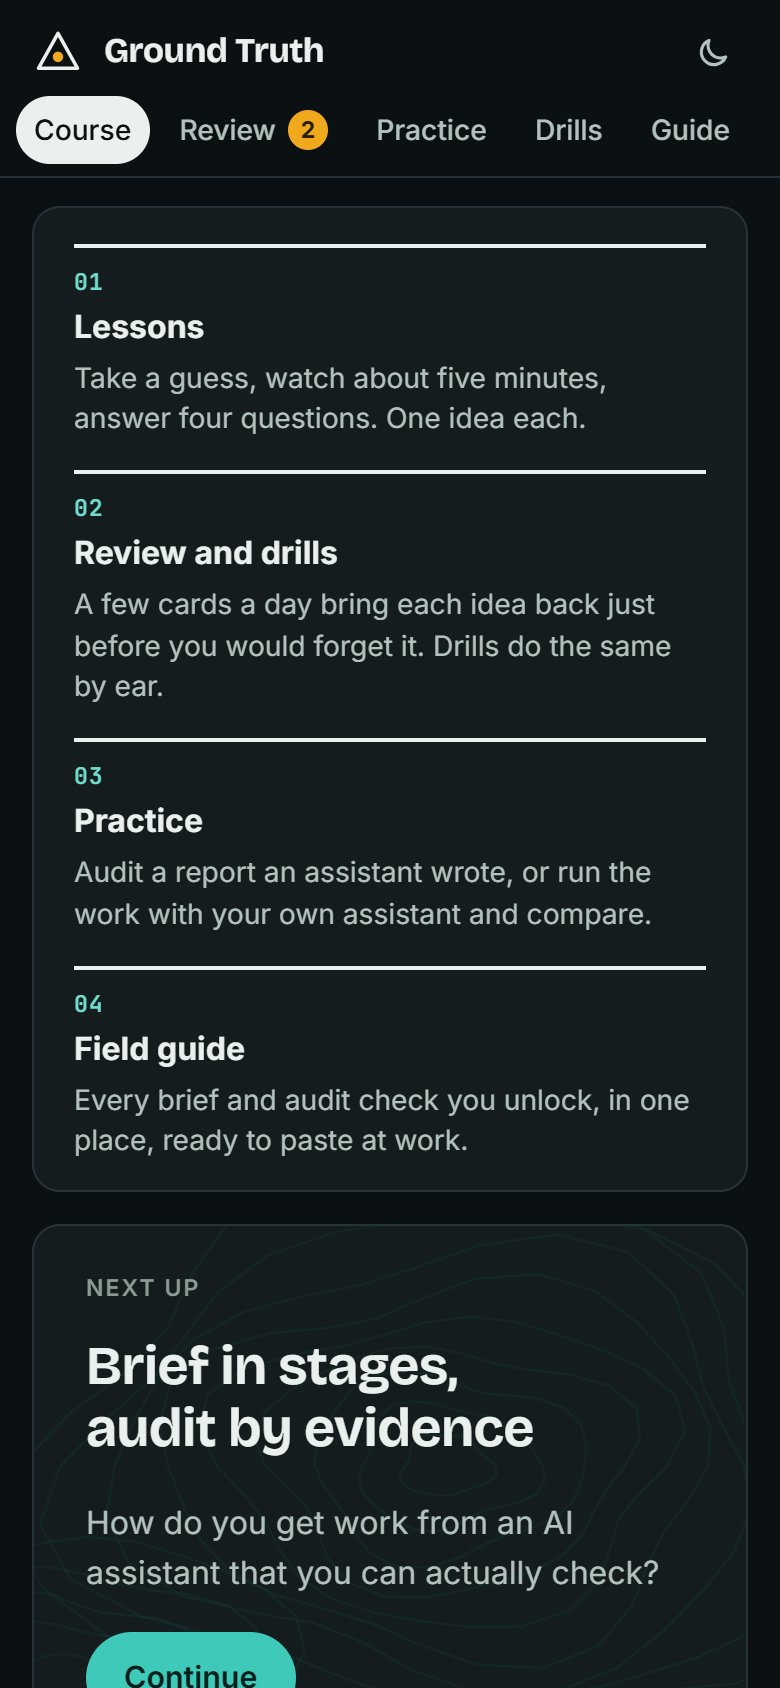 Ground Truth
Course Review 2 Practice Drills Guide
01
Lessons
Take a guess, watch about five minutes,
answer four questions. One idea each.
02
Review and drills
A few cards a day bring each idea back just
before you would forget it. Drills do the same
by ear.
03
Practice
Audit a report an assistant wrote, or run the
work with your own assistant and compare.
04
Field guide
Every brief and audit check you unlock, in one
place, ready to paste at work.
NEXT UP
Brief in stages,
audit by evidence
How do you get work from an AI
assistant that you can actually check?
Continue